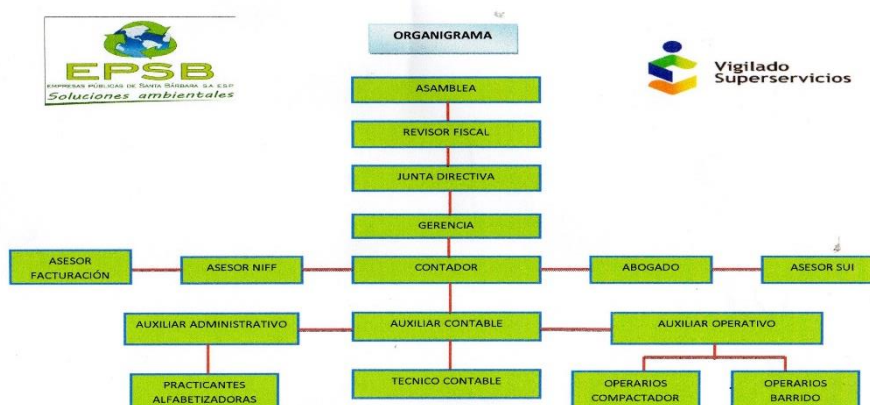 ORGANIGRAMA
EPSB
EMPRESAS PÚBLICAS DE SANTA BÁRBARA S.A. E.S.P
Soluciones ambientales
Vigilado
Superservicios
ASAMBLEA
REVISOR FISCAL
JUNTA DIRECTIVA
GERENCIA
ASESOR
FACTURACIÓN
ASESOR NIFF
CONTADOR
ABOGADO
ASESOR SUI
AUXILIAR ADMINISTRATIVO
AUXILIAR CONTABLE
AUXILIAR OPERATIVO
PRACTICANTES
ALFABETIZADORAS
TECNICO CONTABLE
OPERARIOS
COMPACTADOR
OPERARIOS
BARRIDO